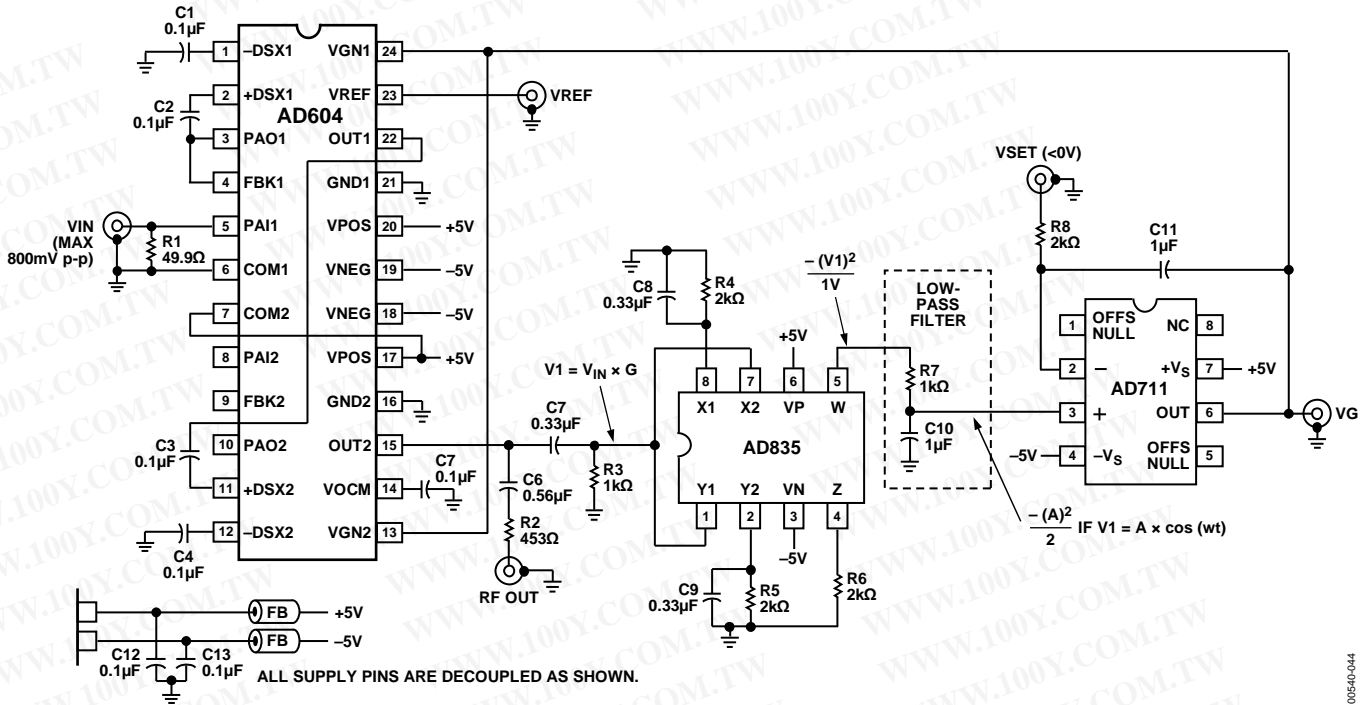 C1
0.1µF
1
–DSX1
VGN1
24
C2
0.1µF
2
+DSX1
VREF
23
VREF
AD604
3
PAO1
OUT1
22
4
FBK1
GND1
21
VIN
(MAX
800mV p-p)
R1
49.9Ω
5
PAI1
VPOS
20
+5V
6
COM1
VNEG
19
–5V
7
COM2
VNEG
18
–5V
8
PAI2
VPOS
17
+5V
9
FBK2
GND2
16
C3
0.1µF
10
PAO2
OUT2
15
11
+DSX2
VOCM
14
C7
0.1µF
C4
0.1µF
12
–DSX2
VGN2
13
C6
0.56µF
R2
453Ω
RF OUT
C7
0.33µF
R3
1kΩ
V1 = VIN × G
C8
0.33µF
R4
2kΩ
–(V1)²
1V
+5V
8
7
6
5
X1
X2
VP
W
AD835
Y1
Y2
VN
Z
1
2
3
4
–5V
C9
0.33µF
R5
2kΩ
R6
2kΩ
LOW-
PASS
FILTER
R7
1kΩ
C10
1µF
–(A)²
2
IF V1 = A × cos (wt)
VSET (<0V)
R8
2kΩ
C11
1µF
1
OFFS
NULL
NC
8
2
–
+VS
7
+5V
AD711
3
+
OUT
6
VG
–5V
4
–VS
OFFS
NULL
5
FB
+5V
FB
–5V
C12
0.1µF
C13
0.1µF
ALL SUPPLY PINS ARE DECOUPLED AS SHOWN.
00540-044
WWW.100Y.COM.TW